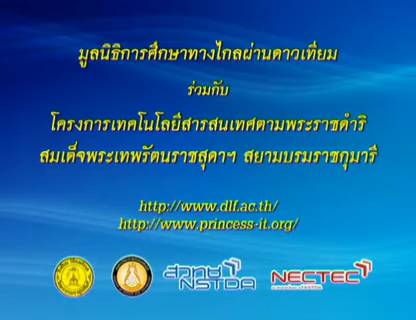 มูลนิธิการศึกษาทางไกลผ่านดาวเทียม
ร่วมกับ
โครงการเทคโนโลยีสารสนเทศตามพระราชดำริ
สมเด็จพระเทพรัตนราชสุดาฯ สยามบรมราชกุมารี
http://www.dlf.ac.th/
http://www.princess-it.org/
สวทช
NSTDA
NECTEC